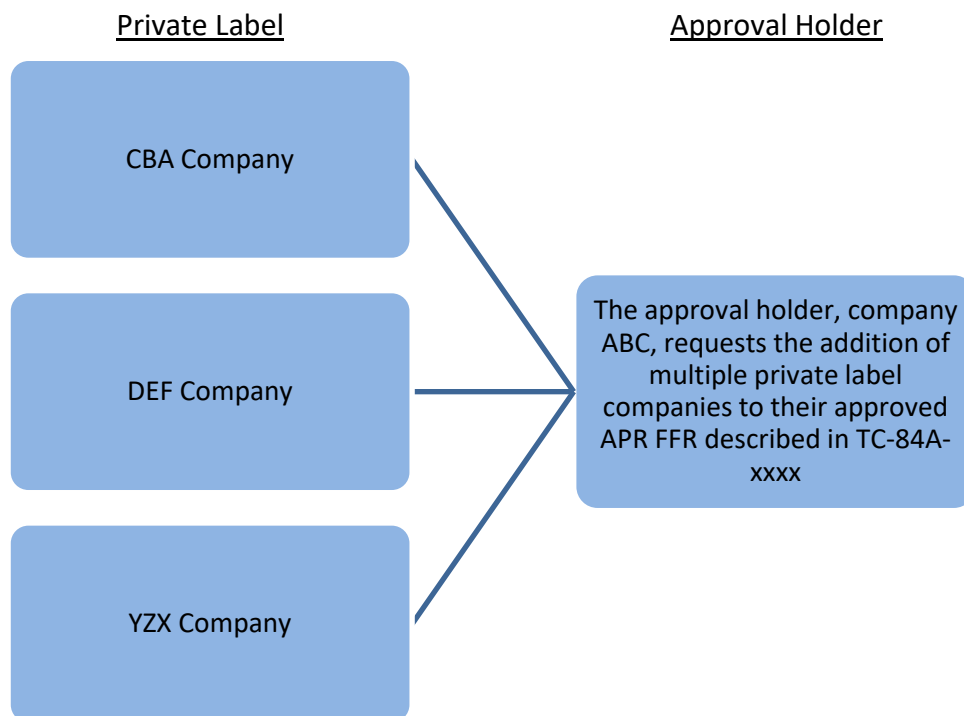 Private Label
Approval Holder
CBA Company
DEF Company
YZX Company
The approval holder, company
ABC, requests the addition of
multiple private label
companies to their approved
APR FFR described in TC-84A-
xxxx